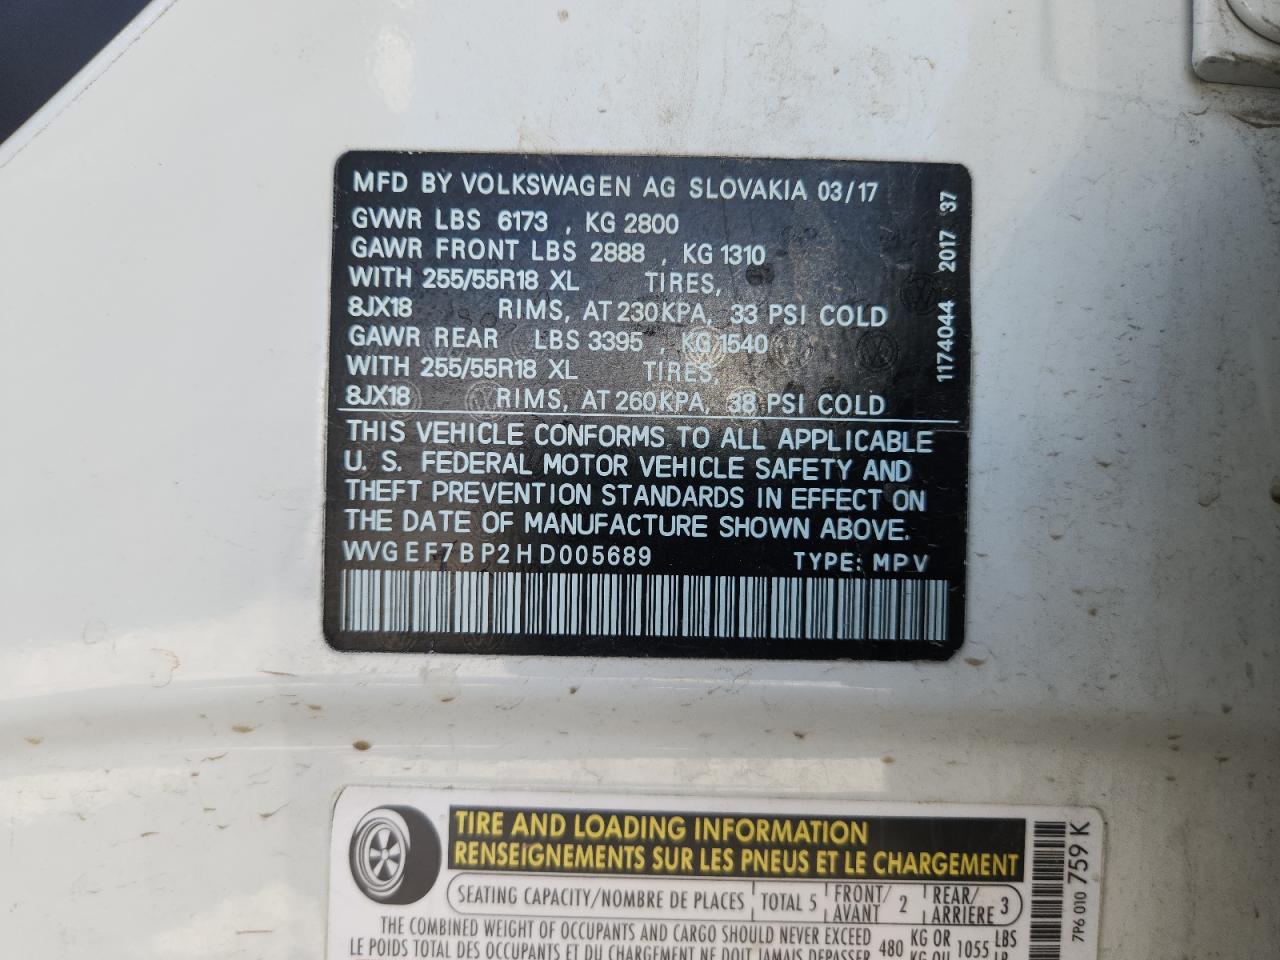 MFD BY VOLKSWAGEN AG SLOVAKIA 03/17
GVWR LBS 6173 , KG 2800
GAWR FRONT LBS 2888 , KG 1310
WITH 255/55R18 XL TIRES,
8JX18 RIMS, AT 230KPA, 33 PSI COLD
GAWR REAR LBS 3395 , KG 1540
WITH 255/55R18 XL TIRES,
8JX18 RIMS, AT 260KPA, 38 PSI COLD
1174044 2017 37
THIS VEHICLE CONFORMS TO ALL APPLICABLE
U. S. FEDERAL MOTOR VEHICLE SAFETY AND
THEFT PREVENTION STANDARDS IN EFFECT ON
THE DATE OF MANUFACTURE SHOWN ABOVE.
WVGEF7BP2HD005689 TYPE: MPV
TIRE AND LOADING INFORMATION
RENSEIGNEMENTS SUR LES PNEUS ET LE CHARGEMENT
SEATING CAPACITY/NOMBRE DE PLACES TOTAL 5 FRONT/AVANT 2 REAR/ARRIÈRE 3
THE COMBINED WEIGHT OF OCCUPANTS AND CARGO SHOULD NEVER EXCEED 480 KG OR 1055 LBS
LE POIDS TOTAL DES OCCUPANTS ET DU CHARGEMENT NE DOIT JAMAIS DEPASSER KG OU LB
7P6 010 759 K